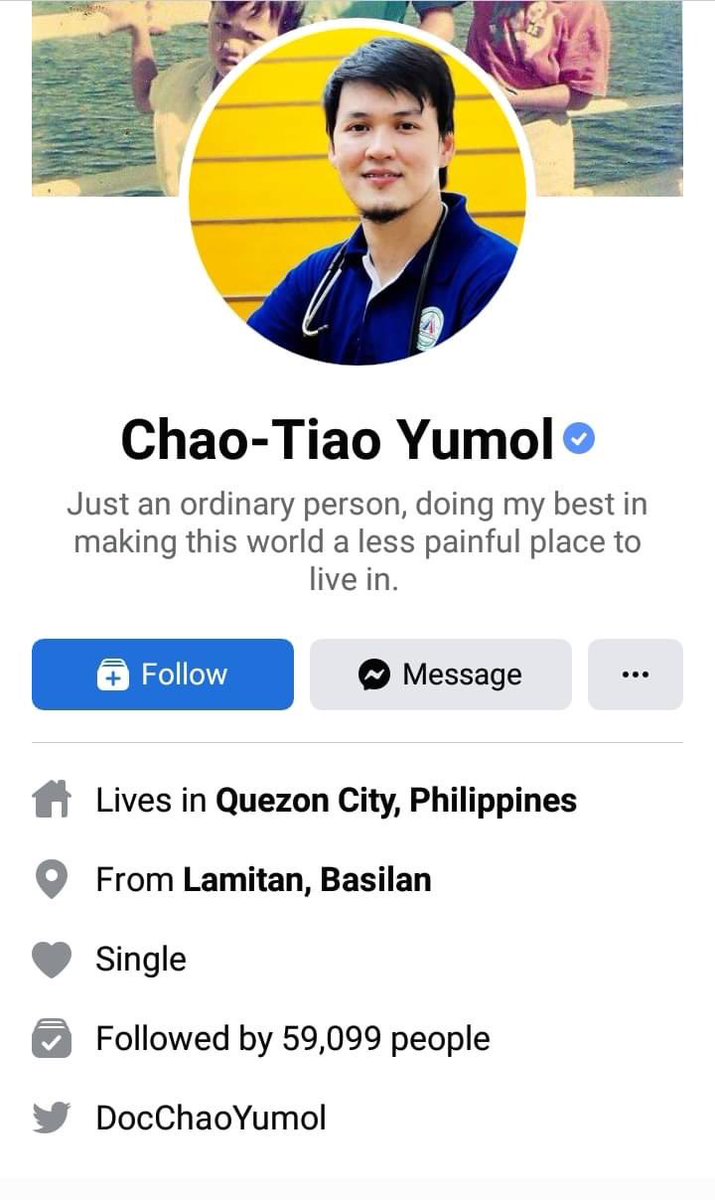 Chao-Tiao Yumol
Just an ordinary person, doing my best in
making this world a less painful place to
live in.
Follow
Message
Lives in Quezon City, Philippines
From Lamitan, Basilan
Single
Followed by 59,099 people
DocChaoYumol